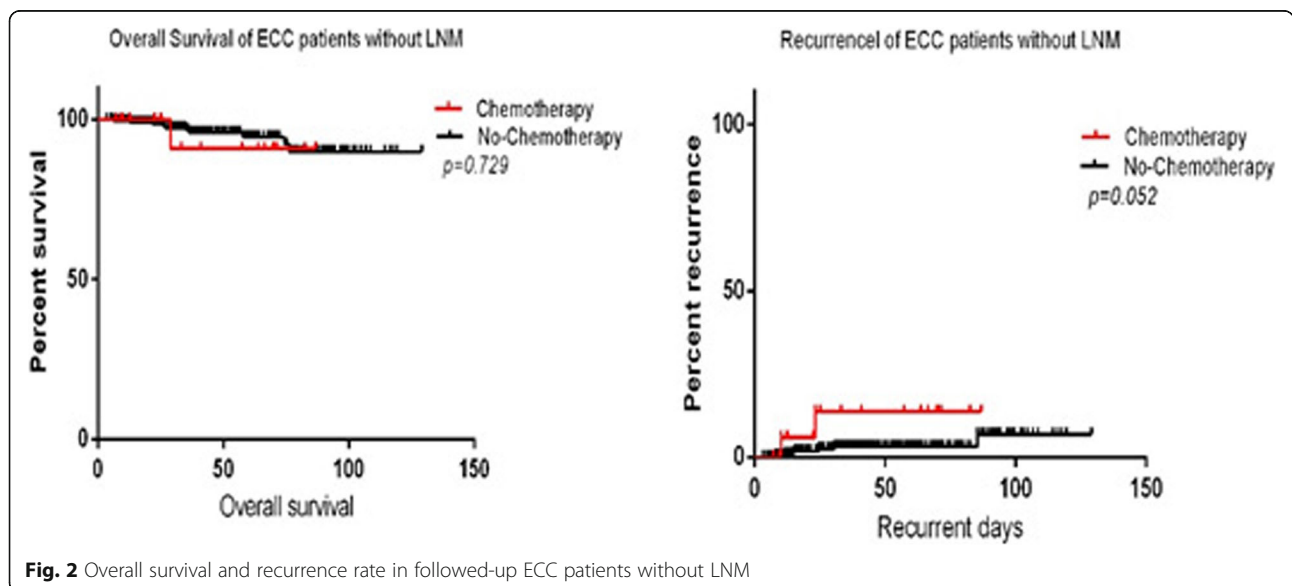 Overall Survival of ECC patients without LNM
Chemotherapy
No-Chemotherapy
p=0.729
Percent survival
100
50
0
0 50 100 150
Overall survival
Recurrencel of ECC patients without LNM
Chemotherapy
No-Chemotherapy
p=0.052
Percent recurrence
100
50
0
0 50 100 150
Recurrent days
Fig. 2 Overall survival and recurrence rate in followed-up ECC patients without LNM